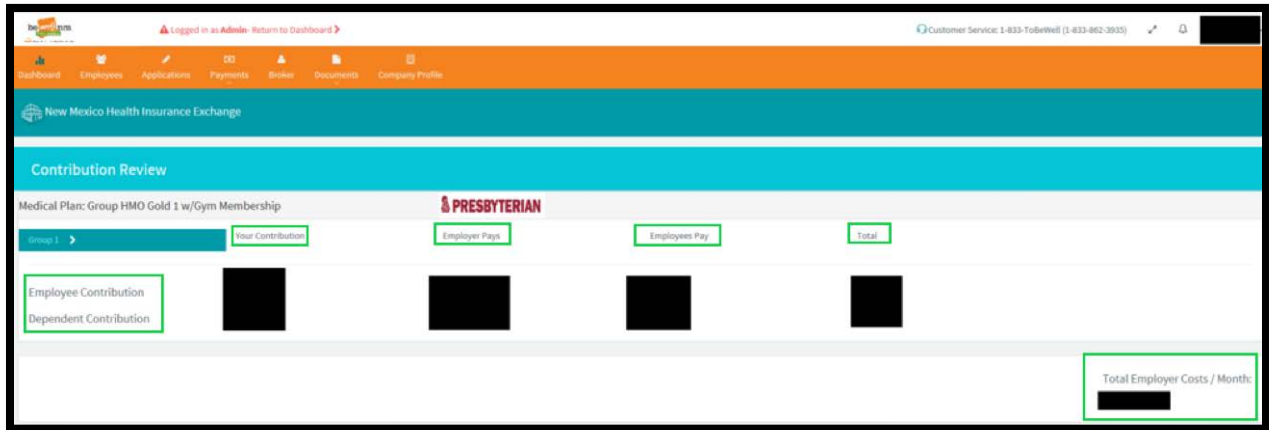 be well nm
Logged in as Admin- Return to Dashboard
Customer Service: 1-833-ToBeWell (1-833-862-3935)
Dashboard Employees Applications Payments Broker Documents Company Profile
New Mexico Health Insurance Exchange
Contribution Review
Medical Plan: Group HMO Gold 1 w/Gym Membership PRESBYTERIAN
Group 1 Your Contribution Employer Pays Employees Pay Total
Employee Contribution
Dependent Contribution
Total Employer Costs / Month: